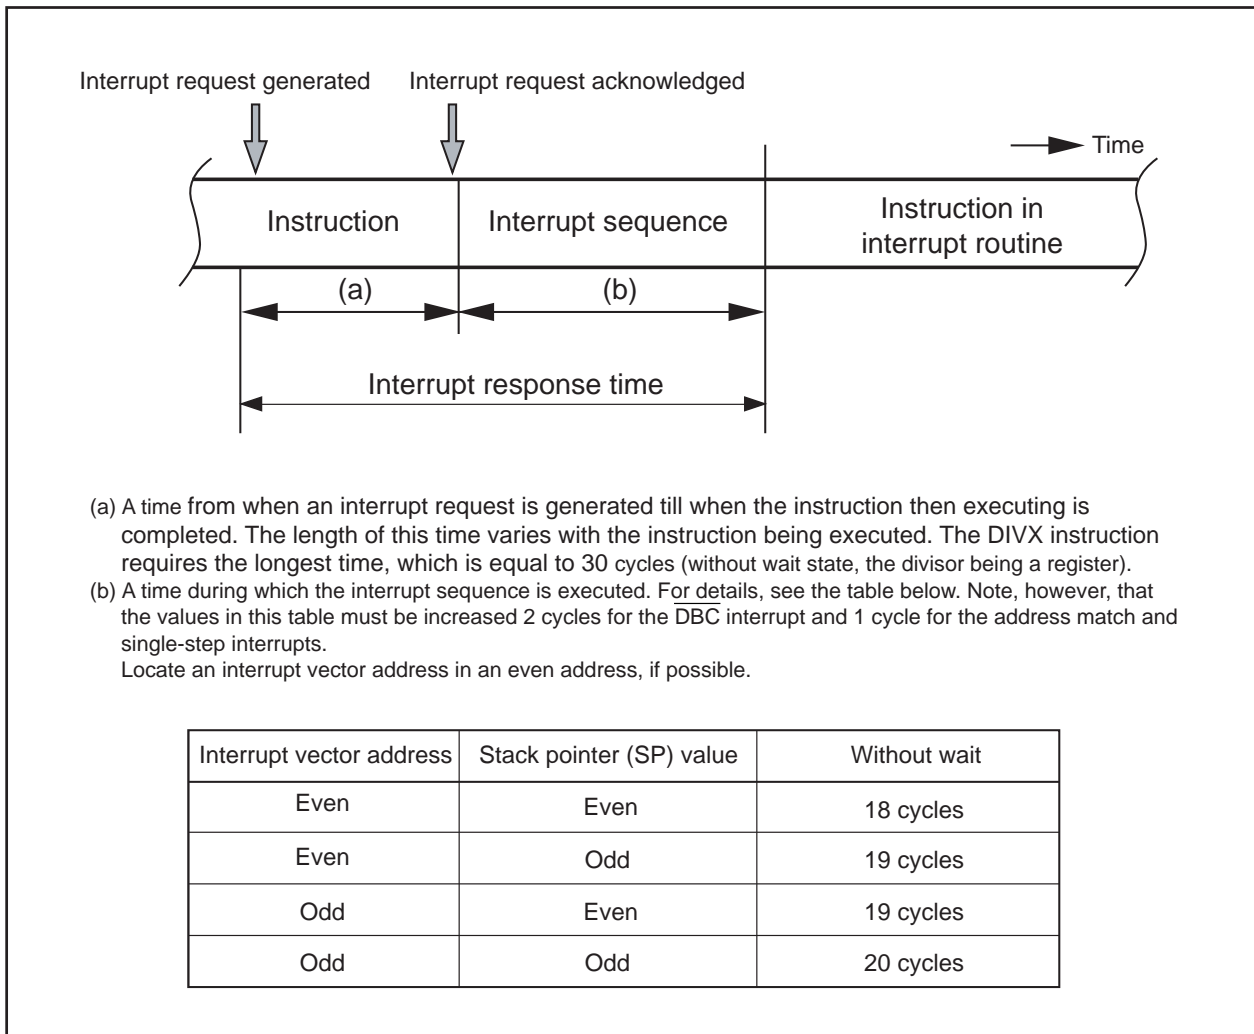 Interrupt request generated
Interrupt request acknowledged
Time
Instruction
Interrupt sequence
Instruction in
interrupt routine
(a)
(b)
Interrupt response time
(a) A time from when an interrupt request is generated till when the instruction then executing is
completed. The length of this time varies with the instruction being executed. The DIVX instruction
requires the longest time, which is equal to 30 cycles (without wait state, the divisor being a register).
(b) A time during which the interrupt sequence is executed. For details, see the table below. Note, however, that
the values in this table must be increased 2 cycles for the DBC interrupt and 1 cycle for the address match and
single-step interrupts.
Locate an interrupt vector address in an even address, if possible.
Interrupt vector address Stack pointer (SP) value Without wait
Even Even 18 cycles
Even Odd 19 cycles
Odd Even 19 cycles
Odd Odd 20 cycles